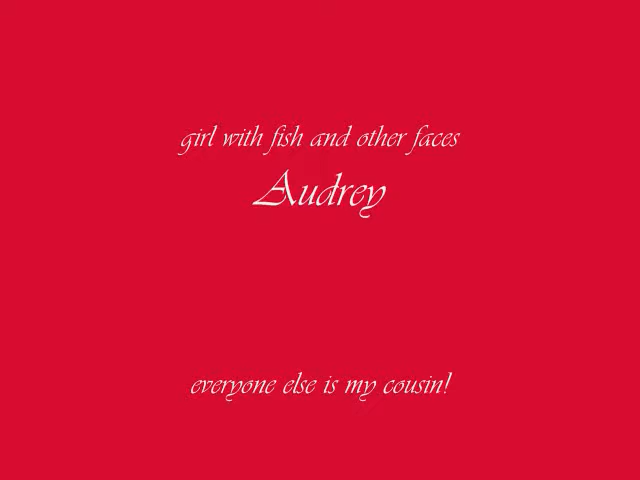 girl with fish and other faces
Audrey
everyone else is my cousin!